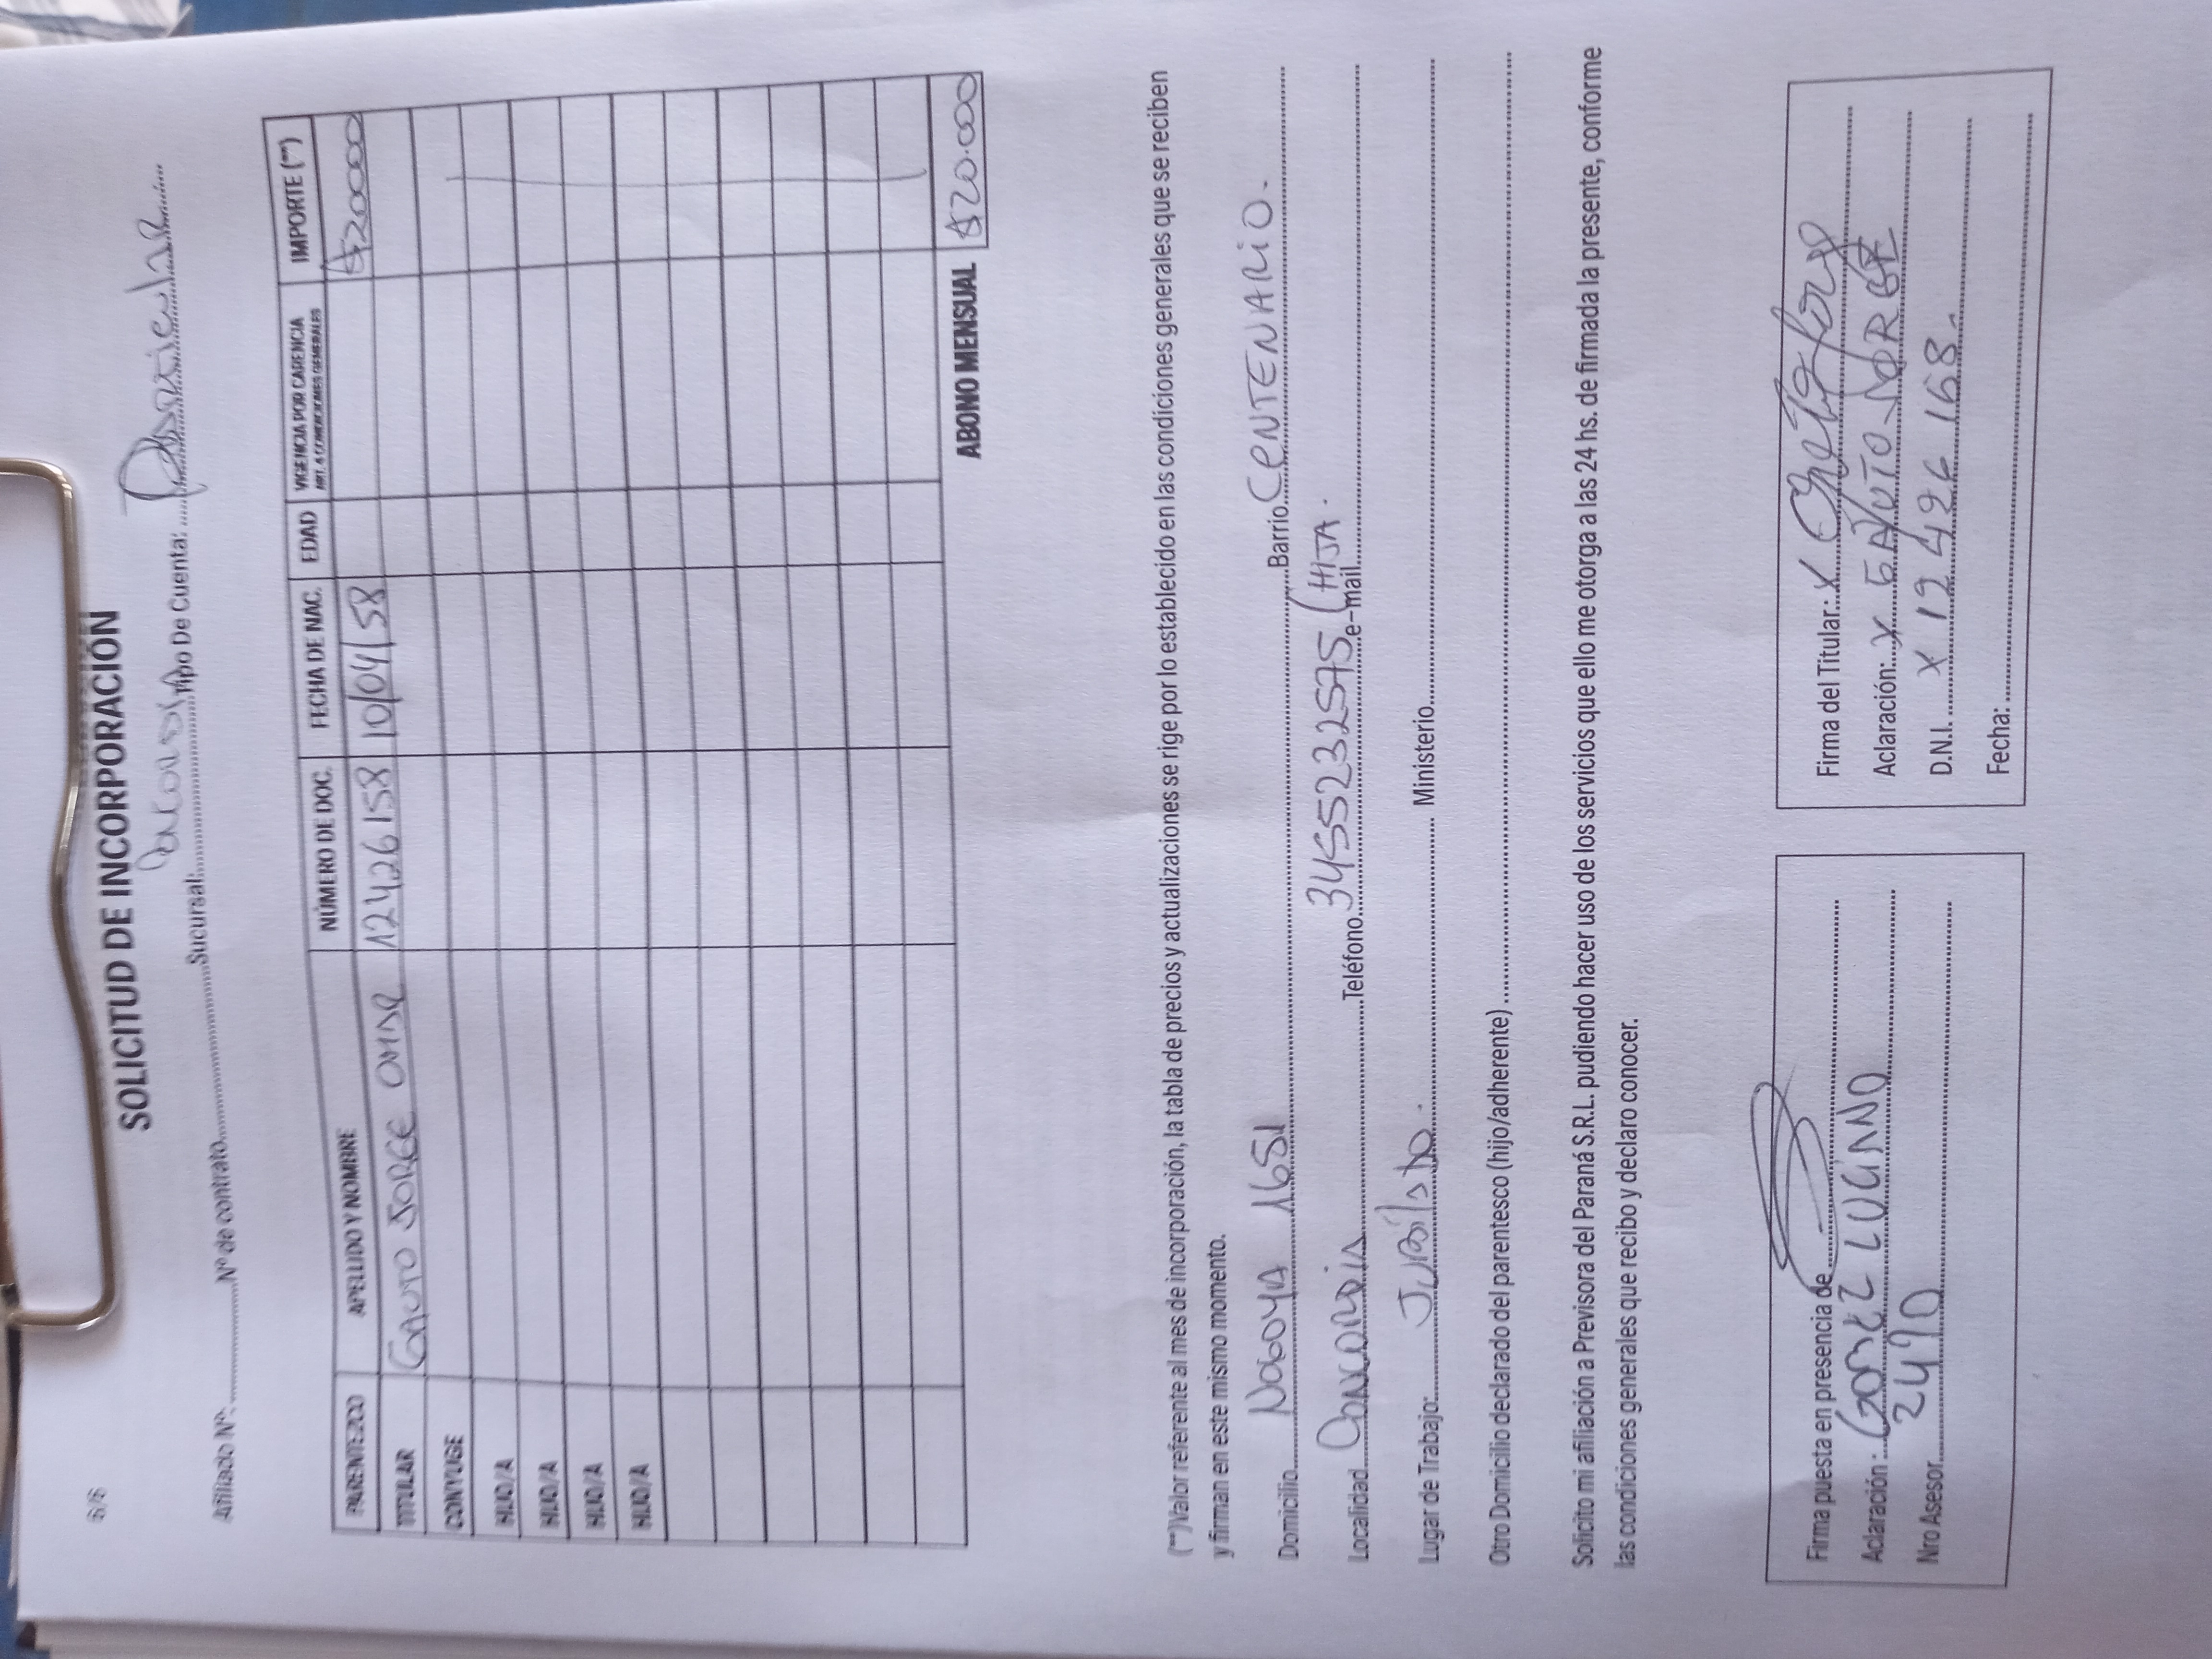 6/6
SOLICITUD DE INCORPORACIÓN
Afiliado Nº: Nº de contrato Sucursal: Concordia Tipo De Cuenta: Particular
PARENTEZCO APELLIDO Y NOMBRE NÚMERO DE DOC. FECHA DE NAC. EDAD VIGENCIA POR CARENCIA IMPORTE (**)
TITULAR GAUTO JORGE OMAR 12426158 10/04/58 $20000
CONYUGE
HIJO/A
HIJO/A
HIJO/A
HIJO/A
ABONO MENSUAL $20.000
(**) Valor referente al mes de incorporación, la tabla de precios y actualizaciones se rige por lo establecido en las condiciones generales que se reciben
y firman en este mismo momento.
Domicilio NOGOYA 1651 Barrio CENTENARIO.
Localidad CONCORDIA Teléfono 3455232575 (HIJA. e-mail
Lugar de Trabajo: JUBILADO. Ministerio
Otro Domicilio declarado del parentesco (hijo/adherente)
Solicito mi afiliación a Previsora del Paraná S.R.L. pudiendo hacer uso de los servicios que ello me otorga a las 24 hs. de firmada la presente, conforme
las condiciones generales que recibo y declaro conocer.
Firma puesta en presencia de
Aclaración: GOMEZ LUCIANO
Nro Asesor 2490
Firma del Titular: X
Aclaración: X GAUTO JORGE
D.N.I. X 12 426 168.
Fecha: